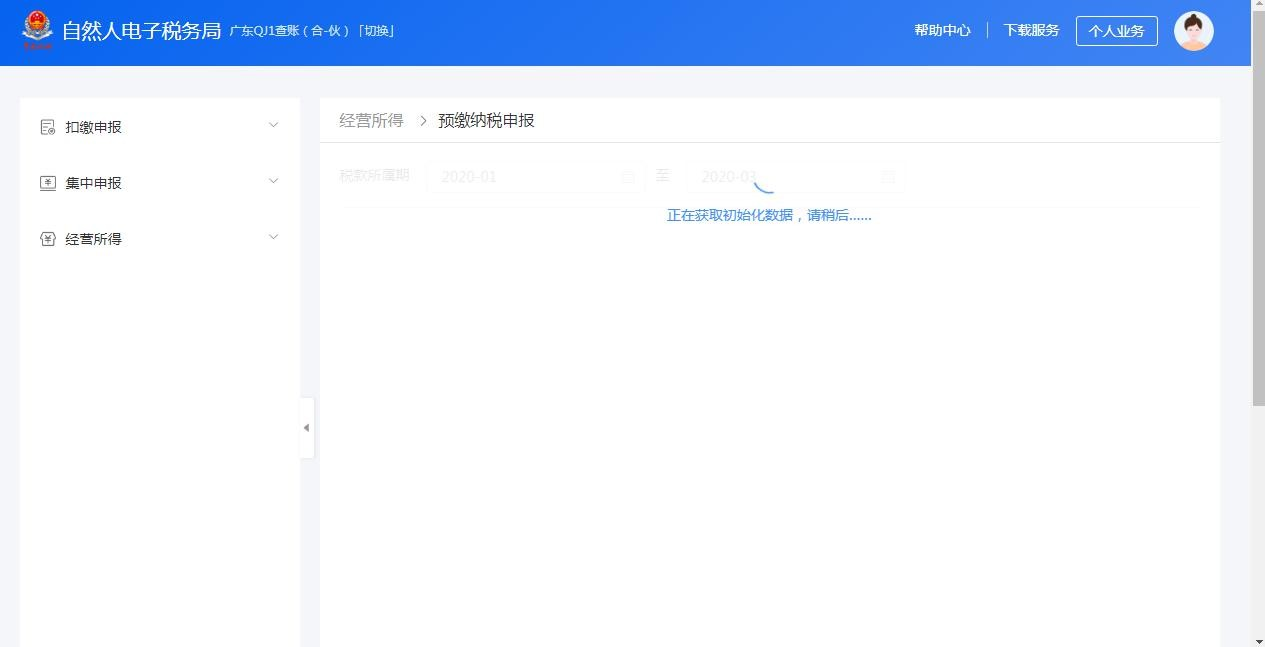 自然人电子税务局 广东QJ1查账（合-伙）「切换」
帮助中心 下载服务 个人业务
扣缴申报
集中申报
经营所得
经营所得 > 预缴纳税申报
税款所属期 2020-01 至 2020-03
正在获取初始化数据，请稍后......